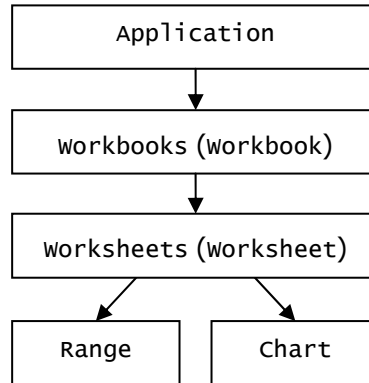 Application
Workbooks (Workbook)
Worksheets (Worksheet)
Range
Chart